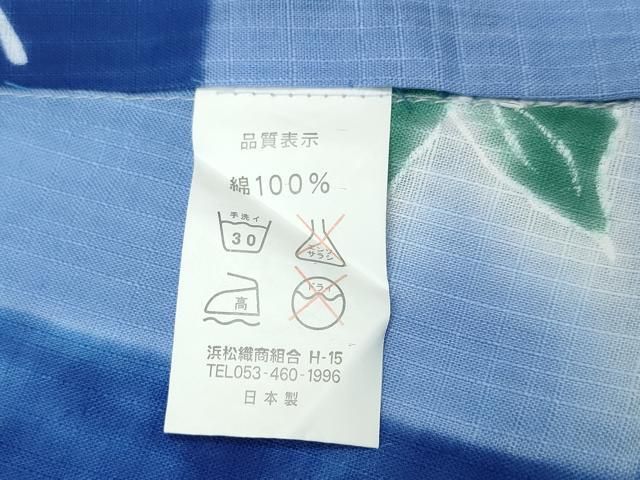 品質表示
綿100%
手洗イ
30
エンソ
サラシ
高
ドライ
浜松織商組合 H-15
TEL053-460-1996
日本製